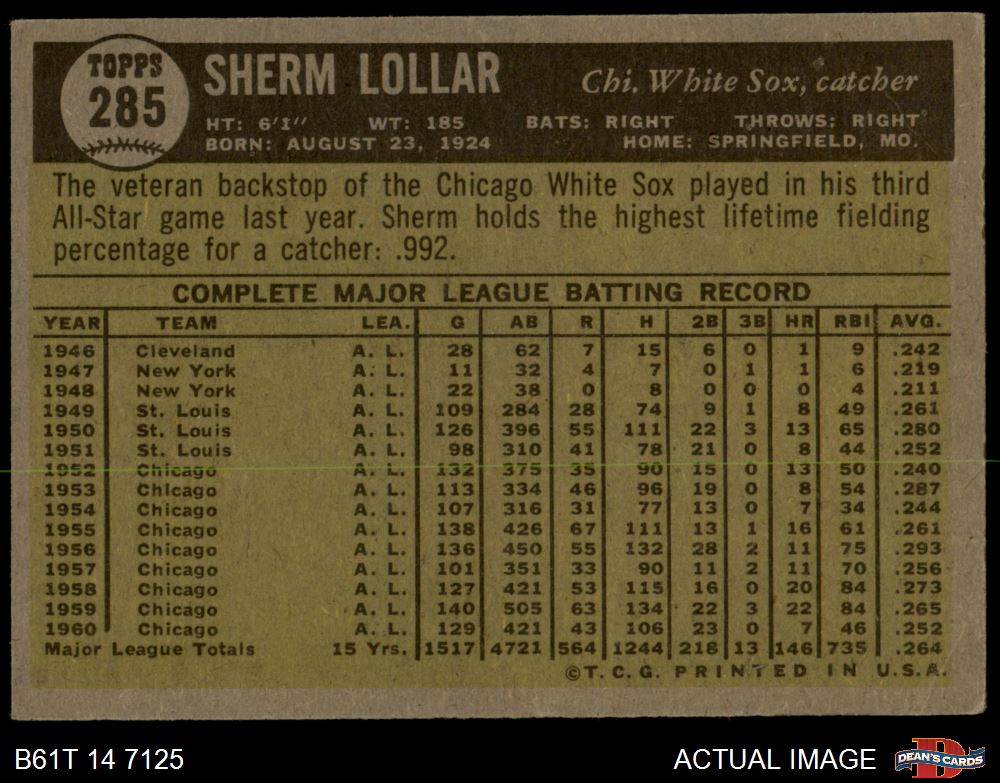 TOPPS
285
SHERM LOLLAR
Chi. White Sox, catcher
HT: 6'1" WT: 185 BATS: RIGHT THROWS: RIGHT
BORN: AUGUST 23, 1924 HOME: SPRINGFIELD, MO.
The veteran backstop of the Chicago White Sox played in his third
All-Star game last year. Sherm holds the highest lifetime fielding
percentage for a catcher: .992.
COMPLETE MAJOR LEAGUE BATTING RECORD
YEAR TEAM LEA. G AB R H 2B 3B HR RBI AVG.
1946 Cleveland A. L. 28 62 7 15 6 0 1 9 .242
1947 New York A. L. 11 32 4 7 0 1 1 6 .219
1948 New York A. L. 22 38 0 8 0 0 0 4 .211
1949 St. Louis A. L. 109 284 28 74 9 1 8 49 .261
1950 St. Louis A. L. 126 396 55 111 22 3 13 65 .280
1951 St. Louis A. L. 98 310 41 78 21 0 8 44 .252
1952 Chicago A. L. 132 375 35 90 15 0 13 50 .240
1953 Chicago A. L. 113 334 46 96 19 0 8 54 .287
1954 Chicago A. L. 107 316 31 77 13 0 7 34 .244
1955 Chicago A. L. 138 426 67 111 13 1 16 61 .261
1956 Chicago A. L. 136 450 55 132 28 2 11 75 .293
1957 Chicago A. L. 101 351 33 90 11 2 11 70 .256
1958 Chicago A. L. 127 421 53 115 16 0 20 84 .273
1959 Chicago A. L. 140 505 63 134 22 3 22 84 .265
1960 Chicago A. L. 129 421 43 106 23 0 7 46 .252
Major League Totals 15 Yrs. 1517 4721 564 1244 218 13 146 735 .264
©T. C. G. PRINTED IN U.S.A.
B61T 14 7125
ACTUAL IMAGE
D
DEAN'S CARDS